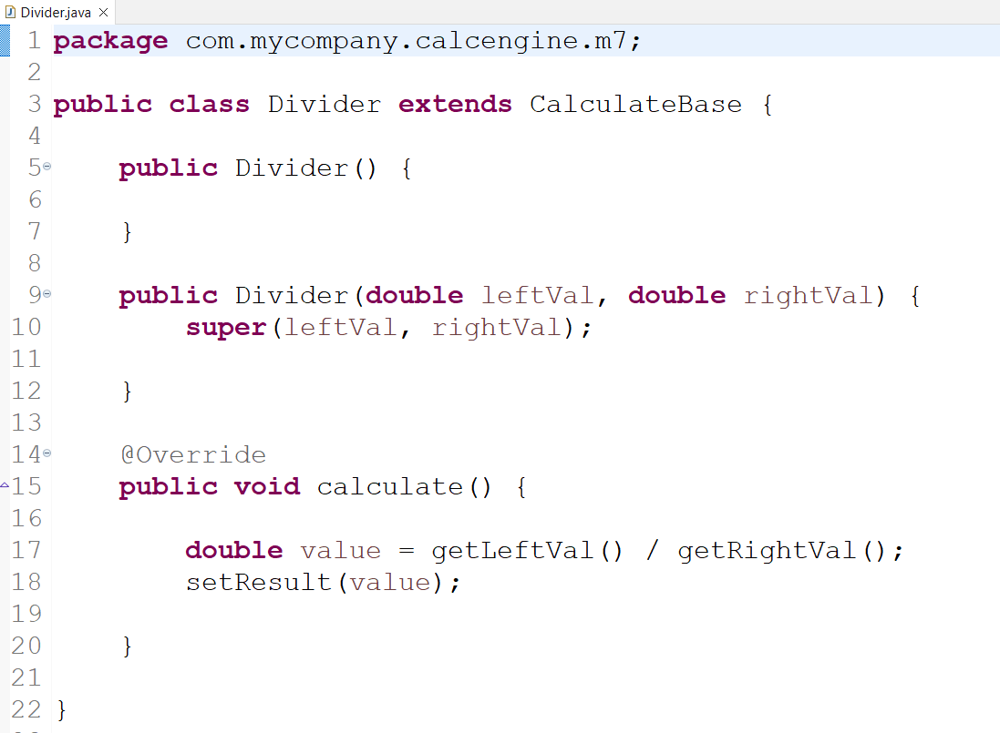 Divider.java
1 package com.mycompany.calcengine.m7;
2
3 public class Divider extends CalculateBase {
4
5 public Divider() {
6
7 }
8
9 public Divider(double leftVal, double rightVal) {
10 super(leftVal, rightVal);
11
12 }
13
14 @Override
15 public void calculate() {
16
17 double value = getLeftVal() / getRightVal();
18 setResult(value);
19
20 }
21
22 }